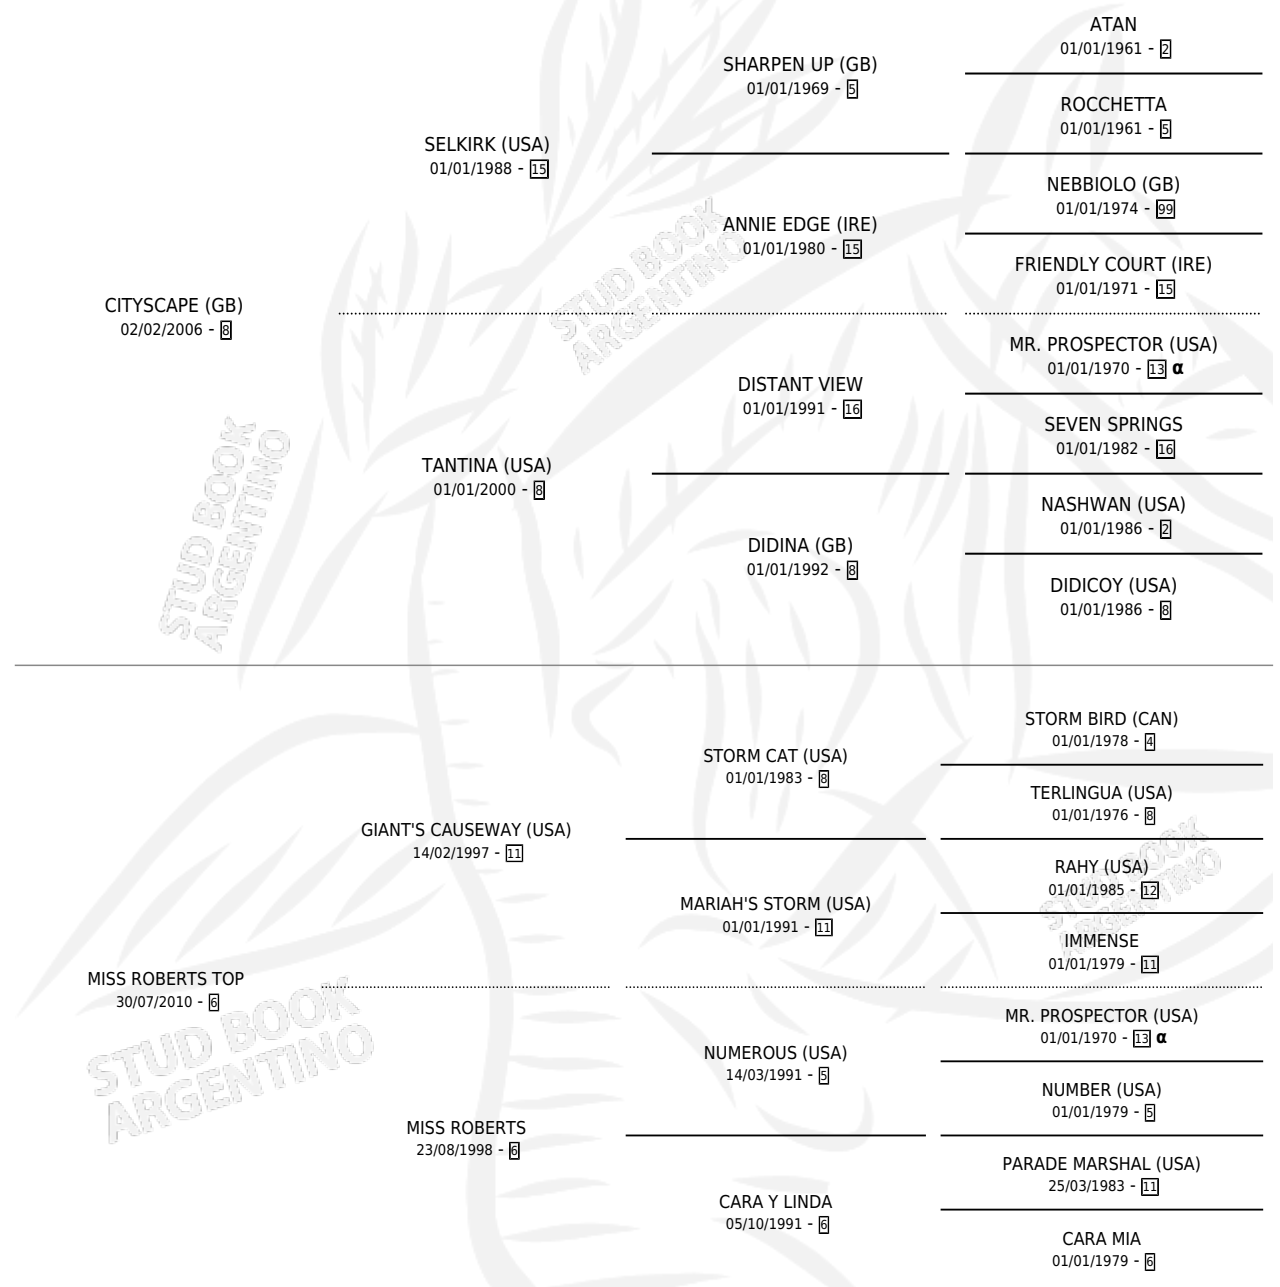 ATAN
01/01/1961 - 2
SHARPEN UP (GB)
01/01/1969 - 5
ROCCHETTA
01/01/1961 - 5
SELKIRK (USA)
01/01/1988 - 15
NEBBIOLO (GB)
01/01/1974 - 99
ANNIE EDGE (IRE)
01/01/1980 - 15
FRIENDLY COURT (IRE)
01/01/1971 - 15
CITYSCAPE (GB)
02/02/2006 - 8
MR. PROSPECTOR (USA)
01/01/1970 - 13 α
DISTANT VIEW
01/01/1991 - 16
SEVEN SPRINGS
01/01/1982 - 16
TANTINA (USA)
01/01/2000 - 8
NASHWAN (USA)
01/01/1986 - 2
DIDINA (GB)
01/01/1992 - 8
DIDICOY (USA)
01/01/1986 - 8
STORM BIRD (CAN)
01/01/1978 - 4
STORM CAT (USA)
01/01/1983 - 8
TERLINGUA (USA)
01/01/1976 - 8
GIANT'S CAUSEWAY (USA)
14/02/1997 - 11
RAHY (USA)
01/01/1985 - 12
MARIAH'S STORM (USA)
01/01/1991 - 11
IMMENSE
01/01/1979 - 11
MISS ROBERTS TOP
30/07/2010 - 6
MR. PROSPECTOR (USA)
01/01/1970 - 13 α
NUMEROUS (USA)
14/03/1991 - 5
NUMBER (USA)
01/01/1979 - 5
MISS ROBERTS
23/08/1998 - 6
PARADE MARSHAL (USA)
25/03/1983 - 11
CARA Y LINDA
05/10/1991 - 6
CARA MIA
01/01/1979 - 6
STUD BOOK
ARGENTINO
STUD BOOK
ARGENTINO
STUD BOOK
ARGENTINO
STUD BOOK
ARGENTINO